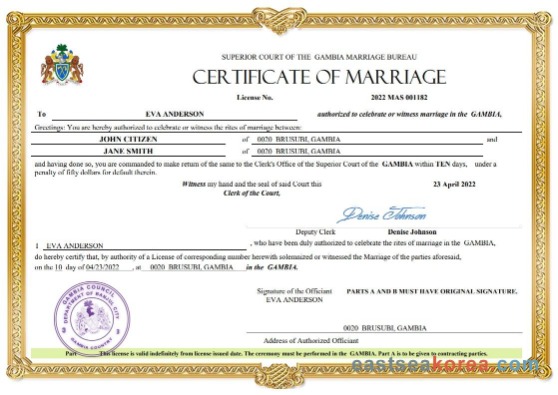 SUPERIOR COURT OF THE GAMBIA MARRIAGE BUREAU
CERTIFICATE OF MARRIAGE
License No. 2022 MAS 001182
To EVA ANDERSON authorized to celebrate or witness marriage in the GAMBIA,
Greetings: You are hereby authorized to celebrate or witness the rites of marriage between:
JOHN CITIZEN of 0020 BRUSUBI, GAMBIA and
JANE SMITH of 0020 BRUSUBI, GAMBIA
and having done so, you are commanded to make return of the same to the Clerk's Office of the Superior Court of the GAMBIA within TEN days, under a
penalty of fifty dollars for default therein.
Witness my hand and the seal of said Court this 23 April 2022
Clerk of the Court,
Denise Johnson
Deputy Clerk Denise Johnson
I EVA ANDERSON , who have been duly authorized to celebrate the rites of marriage in the GAMBIA,
do hereby certify that, by authority of a License of corresponding number herewith solemnized or witnessed the Marriage of the parties aforesaid,
on the 10 day of 04/23/2022 , at 0020 BRUSUBI, GAMBIA in the GAMBIA.
Signature of the Officiant PARTS A AND B MUST HAVE ORIGINAL SIGNATURE.
EVA ANDERSON
GAMBIA COUNCIL
DEPARTMENT OF BANJUL CITY
GAMBIA COUNTRY
0020 BRUSUBI, GAMBIA
Address of Authorized Officiant
Part This license is valid indefinitely from license issued date. The ceremony must be performed in the GAMBIA. Part A is to be given to contracting parties.
eastseakorea.com